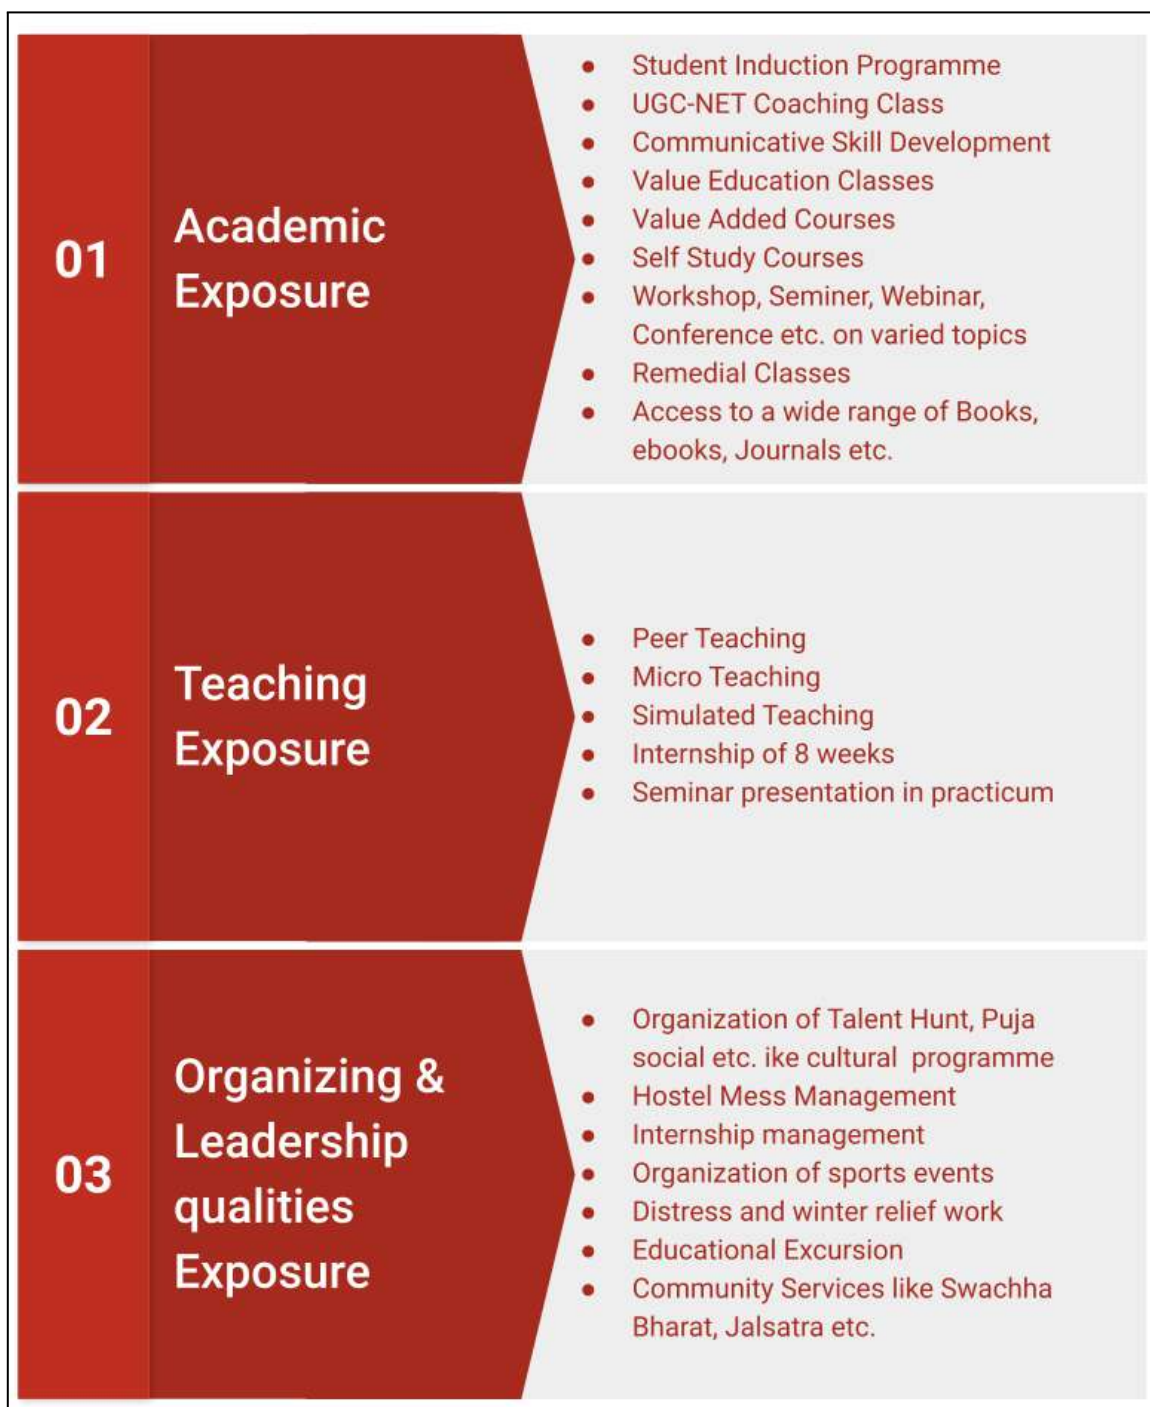 01
Academic
Exposure
● Student Induction Programme
● UGC-NET Coaching Class
● Communicative Skill Development
● Value Education Classes
● Value Added Courses
● Self Study Courses
● Workshop, Seminer, Webinar,
Conference etc. on varied topics
● Remedial Classes
● Access to a wide range of Books,
ebooks, Journals etc.
02
Teaching
Exposure
● Peer Teaching
● Micro Teaching
● Simulated Teaching
● Internship of 8 weeks
● Seminar presentation in practicum
03
Organizing &
Leadership
qualities
Exposure
● Organization of Talent Hunt, Puja
social etc. ike cultural  programme
● Hostel Mess Management
● Internship management
● Organization of sports events
● Distress and winter relief work
● Educational Excursion
● Community Services like Swachha
Bharat, Jalsatra etc.